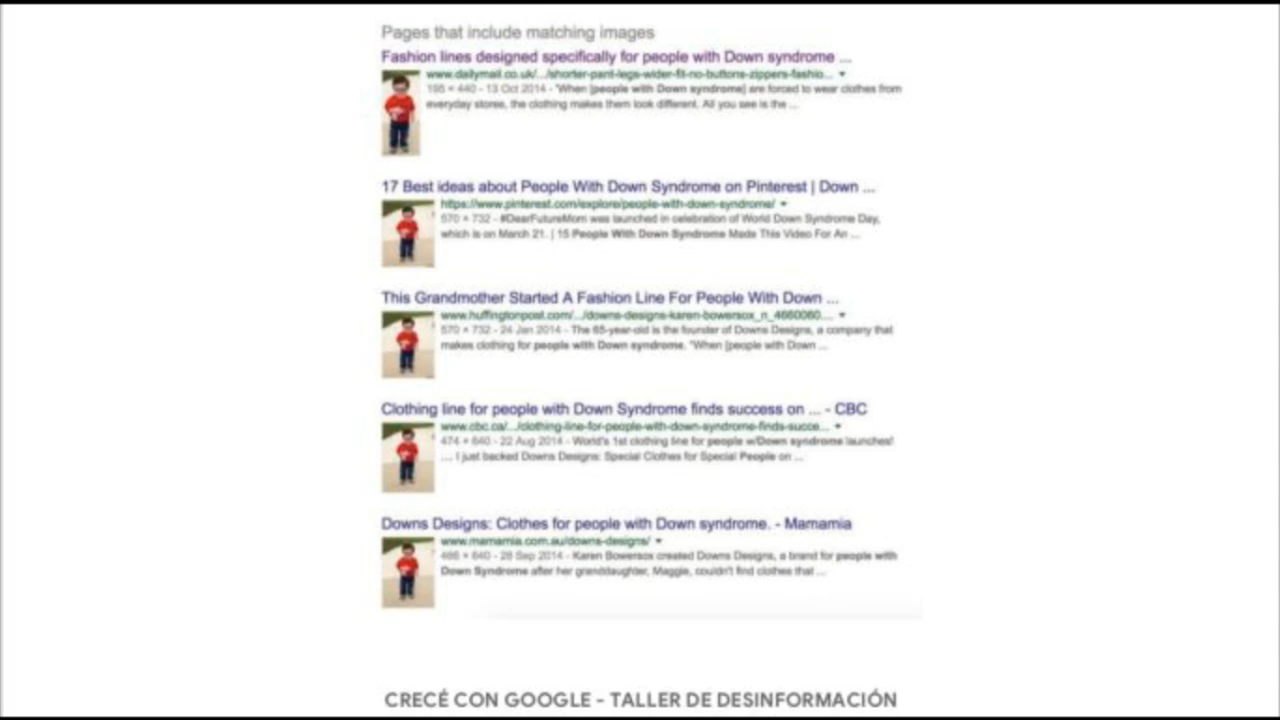 Pages that include matching images
Fashion lines designed specifically for people with Down syndrome ...
www.dailymail.co.uk/.../shorter-pant-legs-wider-fit-no-buttons-zippers-fashio...
195 × 440 - 13 Oct 2014 - "When [people with Down syndrome] are forced to wear clothes from
everyday stores, the clothing makes them look different. All you see is the ...
17 Best ideas about People With Down Syndrome on Pinterest | Down ...
https://www.pinterest.com/explore/people-with-down-syndrome/
570 × 732 - #DearFutureMom was launched in celebration of World Down Syndrome Day,
which is on March 21. | 15 People With Down Syndrome Made This Video For An ...
This Grandmother Started A Fashion Line For People With Down ...
www.huffingtonpost.com/.../downs-designs-karen-bowersox_n_4660060....
570 × 732 - 24 Jan 2014 - The 65-year-old is the founder of Downs Designs, a company that
makes clothing for people with Down syndrome. "When [people with Down ...
Clothing line for people with Down Syndrome finds success on ... - CBC
www.cbc.ca/.../clothing-line-for-people-with-down-syndrome-finds-succe...
474 × 640 - 22 Aug 2014 - World's 1st clothing line for people w/Down syndrome launches!
.... I just backed Downs Designs: Special Clothes for Special People on ...
Downs Designs: Clothes for people with Down syndrome. - Mamamia
www.mamamia.com.au/downs-designs/
486 × 640 - 28 Sep 2014 - Karen Bowersox created Downs Designs, a brand for people with
Down Syndrome after her granddaughter, Maggie, couldn't find clothes that ...
CRECÉ CON GOOGLE - TALLER DE DESINFORMACIÓN